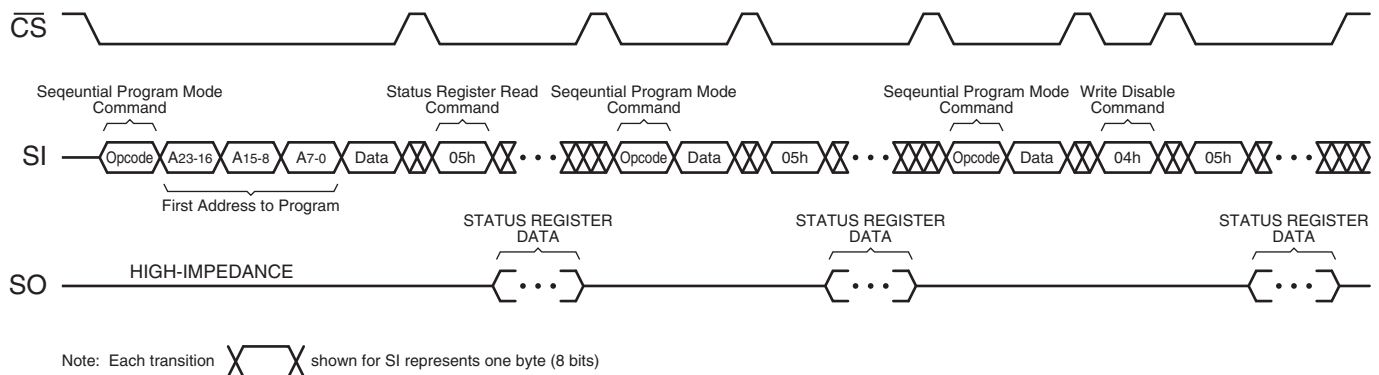 CS
Seqeuntial Program Mode
Command
Status Register Read
Command
Seqeuntial Program Mode
Command
Seqeuntial Program Mode
Command
Write Disable
Command
SI Opcode A23-16 A15-8 A7-0 Data 05h • • • Opcode Data 05h • • • Opcode Data 04h 05h • • •
First Address to Program
STATUS REGISTER
DATA
STATUS REGISTER
DATA
STATUS REGISTER
DATA
SO HIGH-IMPEDANCE • • • • • • • • •
Note: Each transition shown for SI represents one byte (8 bits)